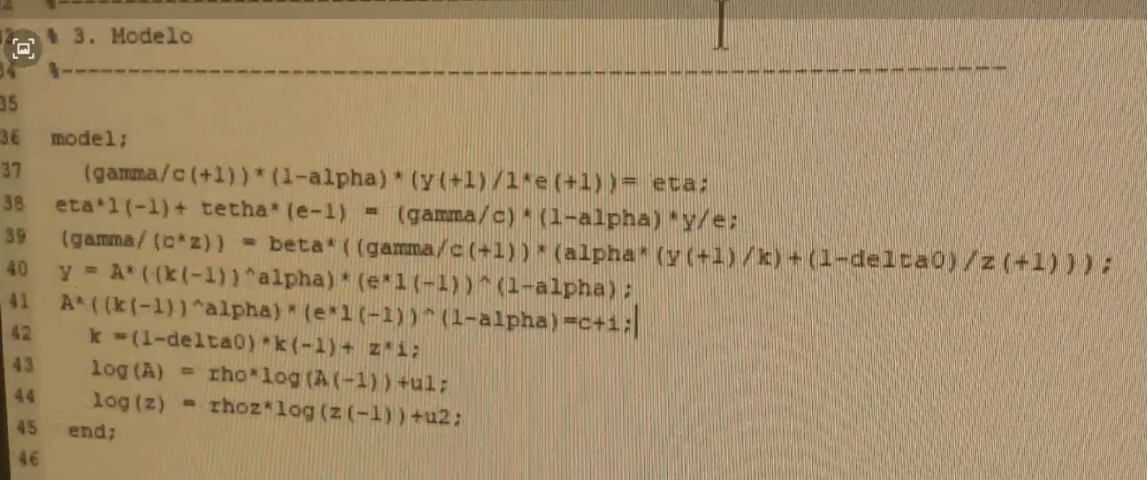 % 3. Modelo
34 %--------------------------------------------------------------------------
35
36 model;
37 (gamma/c(+1))*(1-alpha)*(y(+1)/l*e(+1))= eta;
38 eta*l(-1)+ tetha*(e-1) = (gamma/c)*(1-alpha)*y/e;
39 (gamma/(c*z)) = beta*((gamma/c(+1))*(alpha*(y(+1)/k)+(1-delta0)/z(+1)));
40 y = A*((k(-1))^alpha)*(e*l(-1))^(1-alpha);
41 A*((k(-1))^alpha)*(e*l(-1))^(1-alpha)=c+i;
42 k =(1-delta0)*k(-1)+ z*i;
43 log(A) = rho*log(A(-1))+u1;
44 log(z) = rhoz*log(z(-1))+u2;
45 end;
46